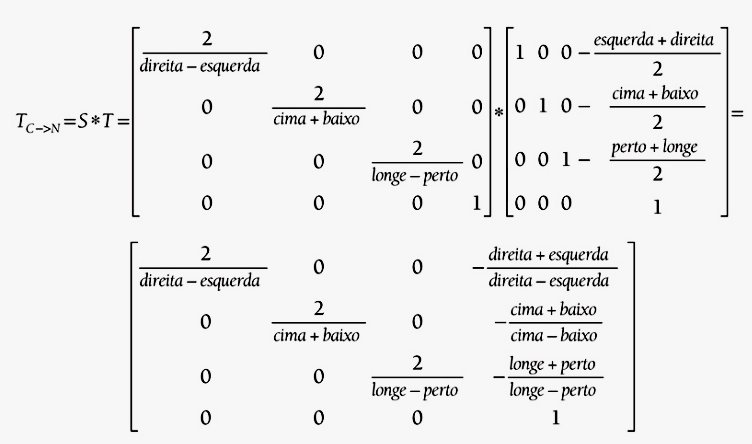 T_{C->N} = S * T = [ 2/(direita − esquerda) 0 0 0 ; 0 2/(cima + baixo) 0 0 ; 0 0 2/(longe − perto) 0 ; 0 0 0 1 ] * [ 1 0 0 − (esquerda + direita)/2 ; 0 1 0 − (cima + baixo)/2 ; 0 0 1 − (perto + longe)/2 ; 0 0 0 1 ] =
[ 2/(direita − esquerda) 0 0 −(direita + esquerda)/(direita − esquerda) ; 0 2/(cima + baixo) 0 −(cima + baixo)/(cima − baixo) ; 0 0 2/(longe − perto) −(longe + perto)/(longe − perto) ; 0 0 0 1 ]